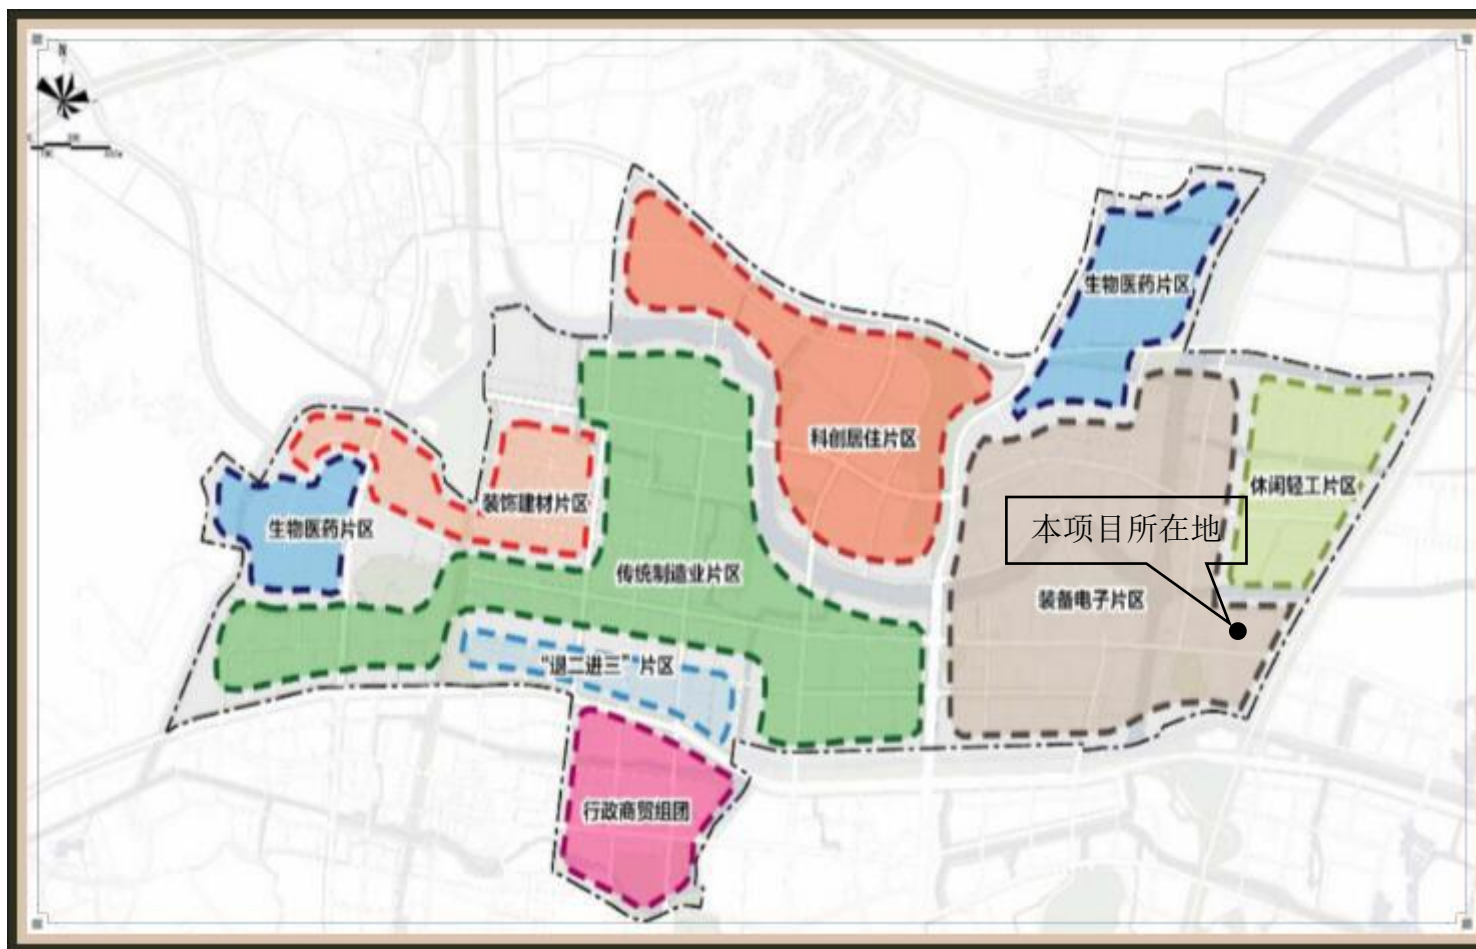 N
生物医药片区
科创居住片区
休闲轻工片区
装饰建材片区
本项目所在地
生物医药片区
传统制造业片区
装备电子片区
“退二进三”片区
行政商贸组团